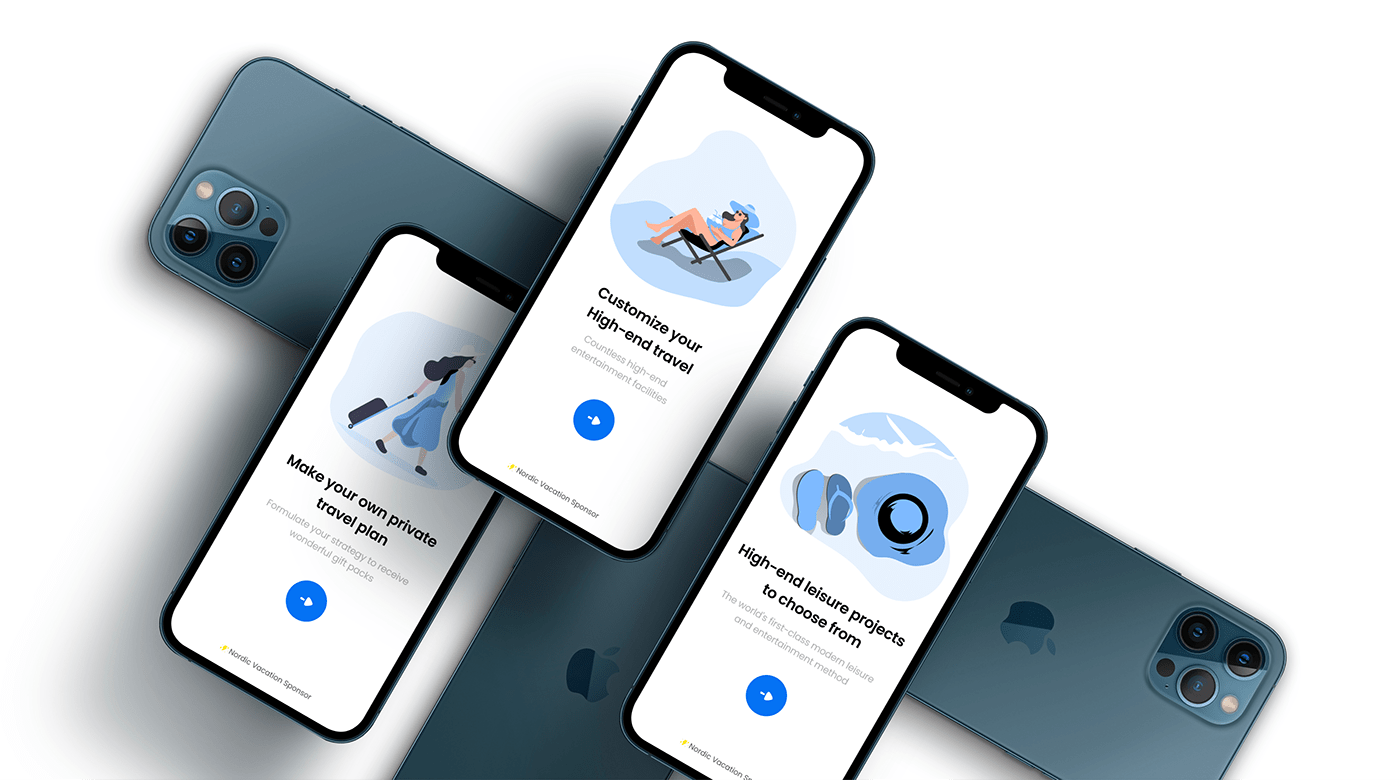 Customize your
High-end travel
Countless high-end
entertainment facilities
Nordic Vacation Sponsor
Make your own private
travel plan
Formulate your strategy to receive
wonderful gift packs
Nordic Vacation Sponsor
High-end leisure projects
to choose from
The world's first-class modern leisure
and entertainment method
Nordic Vacation